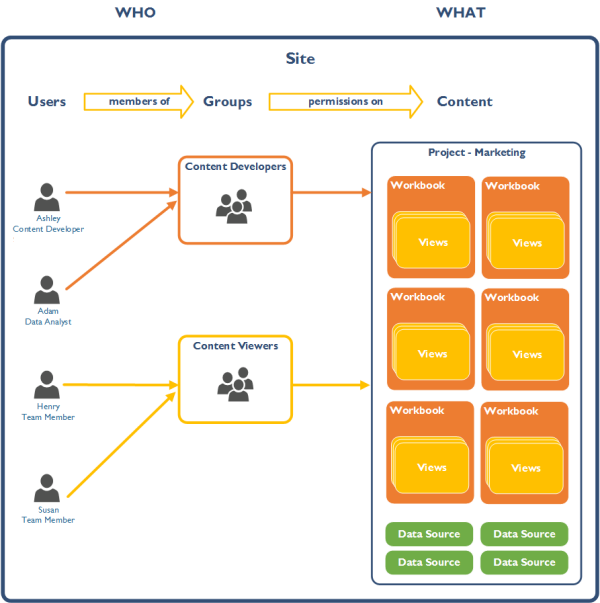 WHO
WHAT
Site
Users
members of
Groups
permissions on
Content
Ashley
Content Developer
Adam
Data Analyst
Henry
Team Member
Susan
Team Member
Content Developers
Content Viewers
Project - Marketing
Workbook
Views
Workbook
Views
Workbook
Views
Workbook
Views
Workbook
Views
Workbook
Views
Data Source
Data Source
Data Source
Data Source